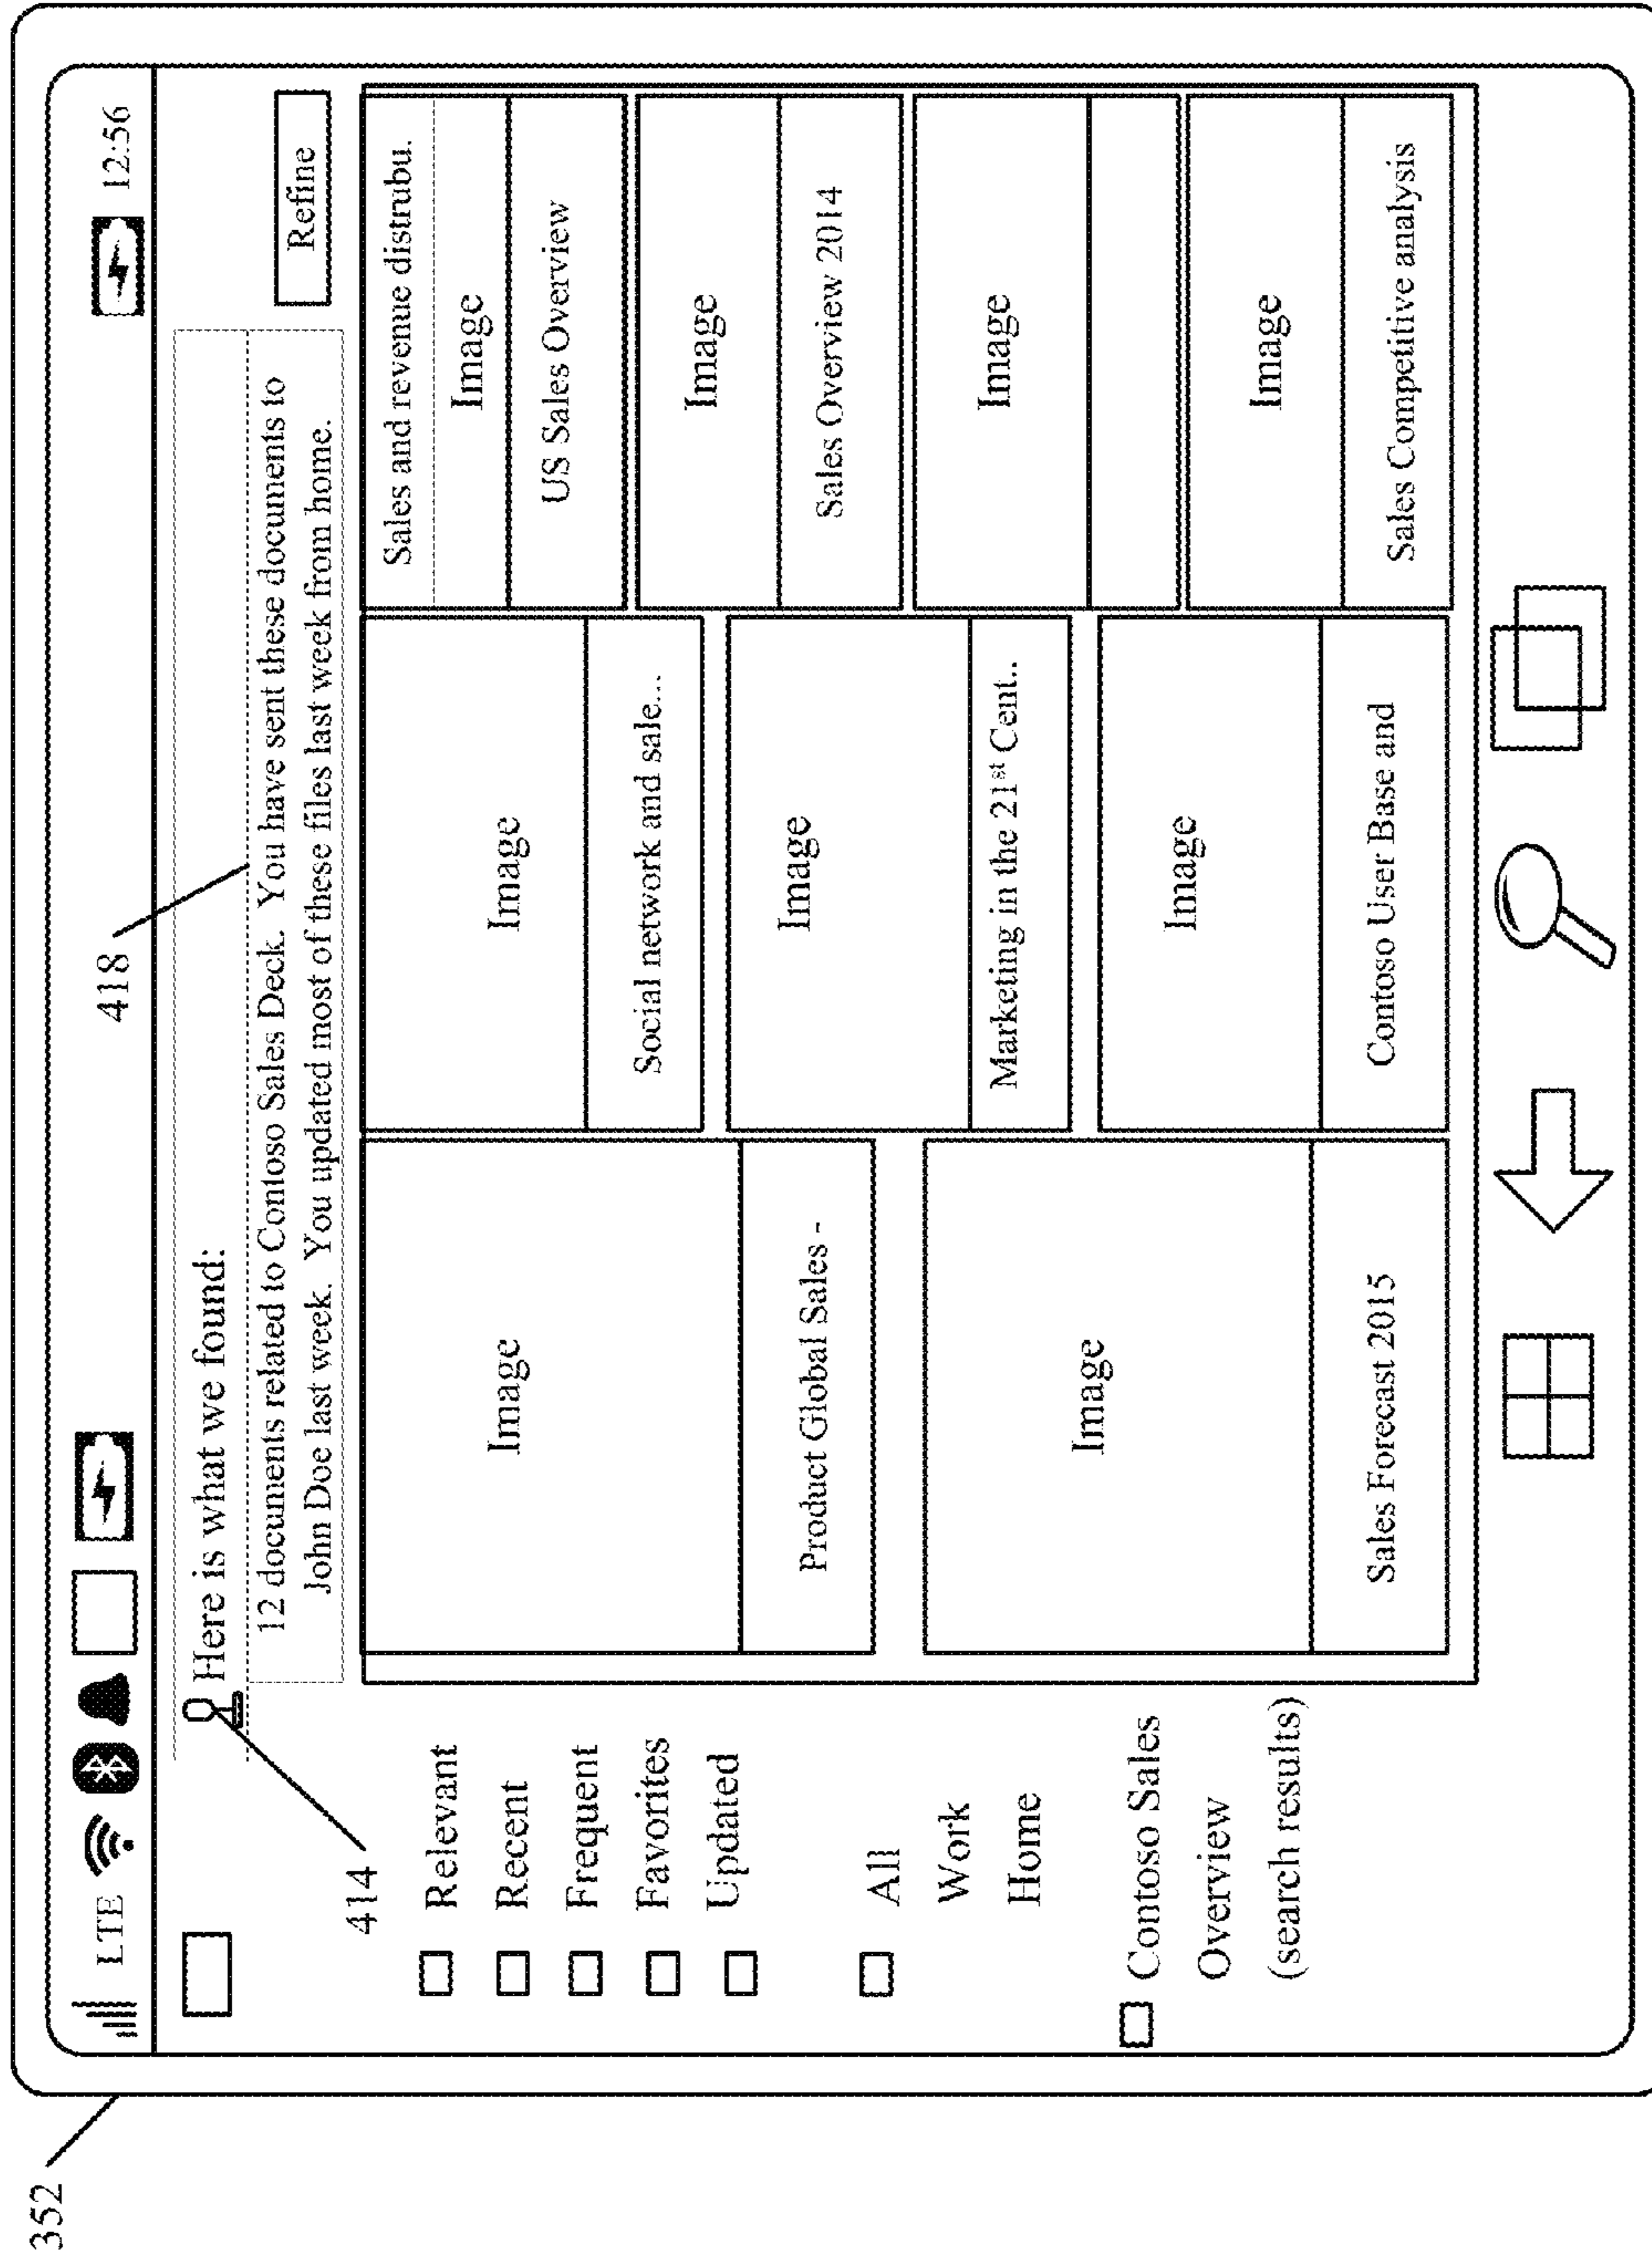 352
LTE
12:56
418
Here is what we found:
Refine
12 documents related to Contoso Sales Deck. You have sent these documents to
John Doe last week. You updated most of these files last week from home.
414
Relevant
Recent
Frequent
Favorites
Updated
All
Work
Home
Contoso Sales
Overview
(search results)
Image
Product Global Sales -
Image
Sales Forecast 2015
Image
Social network and sale...
Image
Marketing in the 21st Cent..
Image
Contoso User Base and
Sales and revenue distrubu.
Image
US Sales Overview
Image
Sales Overview 2014
Image
Image
Sales Competitive analysis